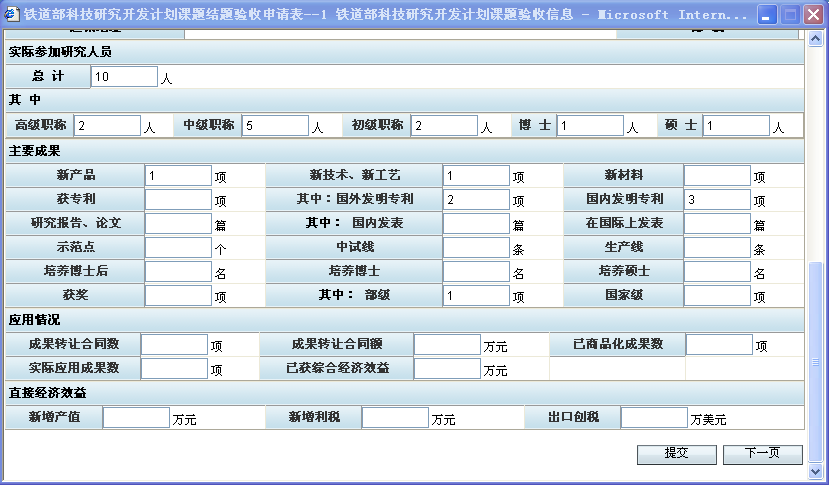 铁道部科技研究开发计划课题结题验收申请表--1 铁道部科技研究开发计划课题验收信息 - Microsoft Intern...
实际参加研究人员
总 计 10 人
其 中
高级职称 2 人 中级职称 5 人 初级职称 2 人 博 士 1 人 硕 士 1 人
主要成果
新产品 1 项 新技术、新工艺 1 项 新材料 项
获专利 项 其中：国外发明专利 2 项 国内发明专利 3 项
研究报告、论文 篇 其中： 国内发表 篇 在国际上发表 篇
示范点 个 中试线 条 生产线 条
培养博士后 名 培养博士 名 培养硕士 名
获奖 项 其中： 部级 1 项 国家级 项
应用情况
成果转让合同数 项 成果转让合同额 万元 已商品化成果数 项
实际应用成果数 项 已获综合经济效益 万元
直接经济效益
新增产值 万元 新增利税 万元 出口创税 万美元
提交 下一页